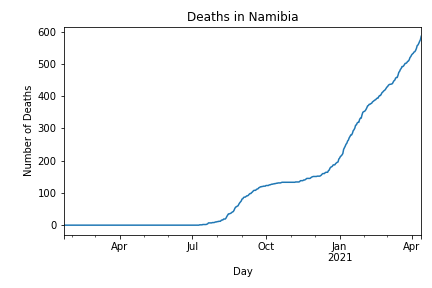 Deaths in Namibia
600
500
400
300
200
100
0
Number of Deaths
Apr
Jul
Oct
Jan
2021
Apr
Day